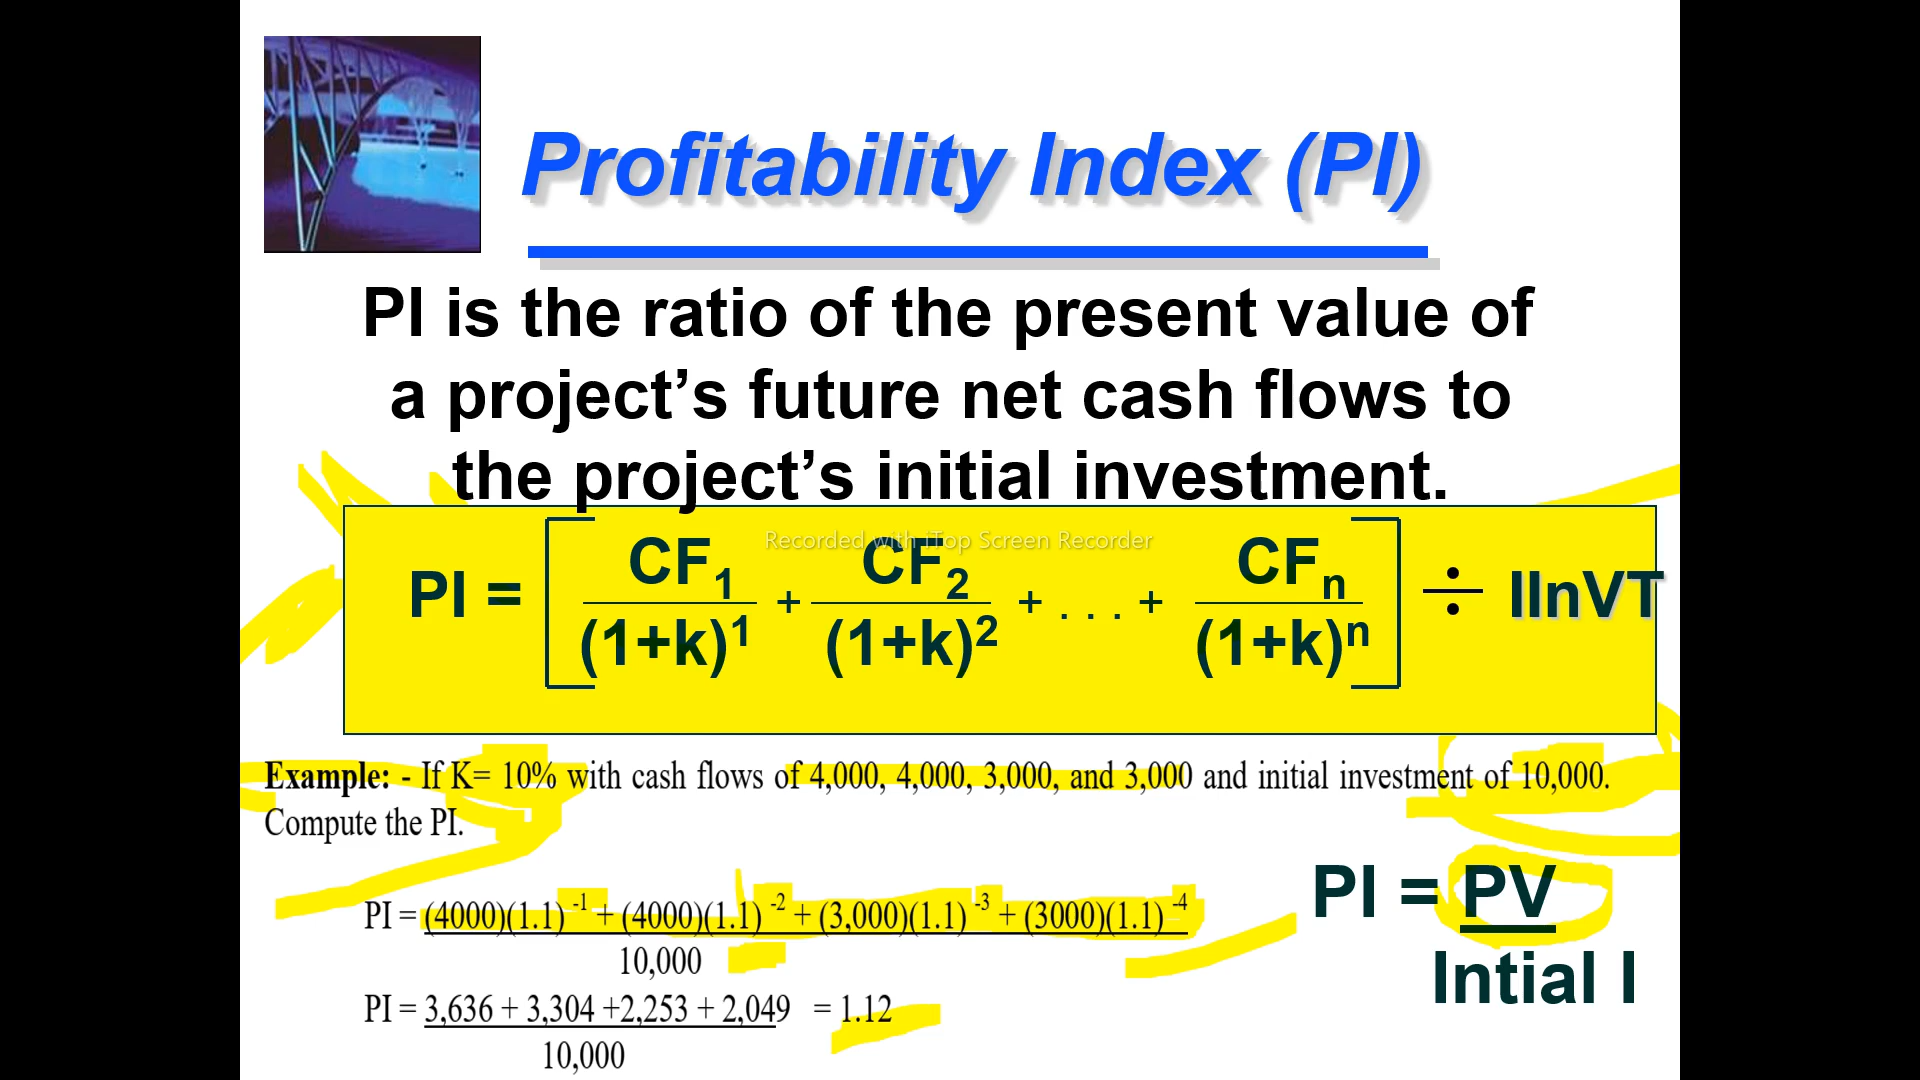 Profitability Index (PI)
PI is the ratio of the present value of
a project’s future net cash flows to
the project’s initial investment.
Recorded with iTop Screen Recorder
PI = [ CF₁ / (1+k)¹ + CF₂ / (1+k)² + . . . + CFₙ / (1+k)ⁿ ] ÷ IInVT
Example: - If K= 10% with cash flows of 4,000, 4,000, 3,000, and 3,000 and initial investment of 10,000.
Compute the PI.
PI = (4000)(1.1) ⁻¹ + (4000)(1.1) ⁻² + (3,000)(1.1) ⁻³ + (3000)(1.1) ⁻⁴
10,000
PI = 3,636 + 3,304 +2,253 + 2,049 = 1.12
10,000
PI = PV
Intial I